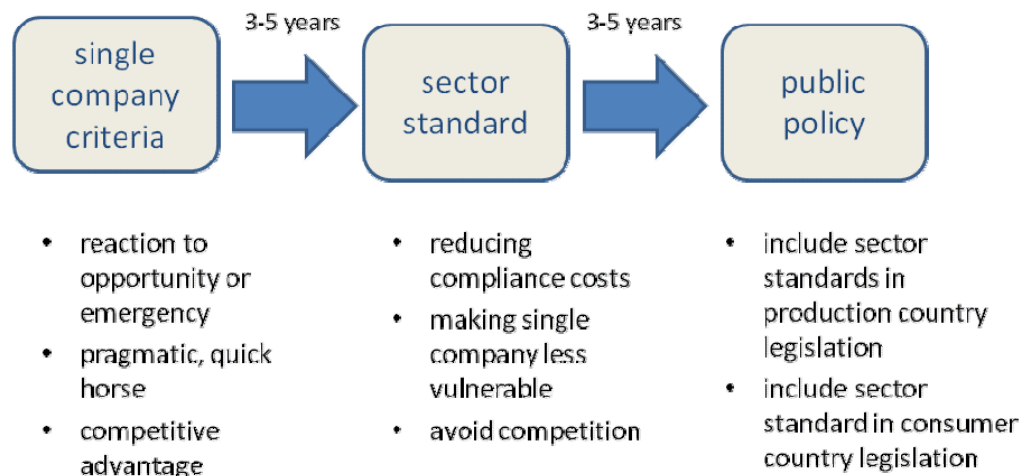 3-5 years
3-5 years
single
company
criteria
sector
standard
public
policy
• reaction to
opportunity or
emergency
• pragmatic, quick
horse
• competitive
advantage
• reducing
compliance costs
• making single
company less
vulnerable
• avoid competition
• include sector
standards in
production country
legislation
• include sector
standard in consumer
country legislation